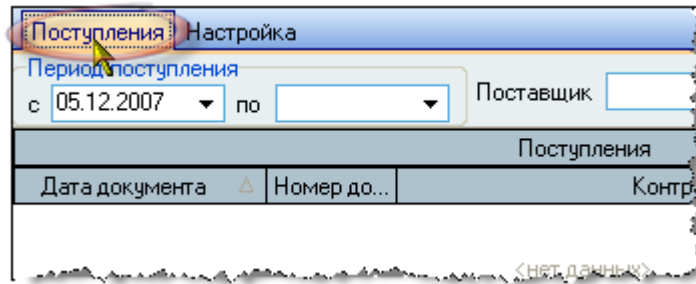 Поступления Настройка
Период поступления
с 05.12.2007 по Поставщик
Поступления
Дата документа Номер до... Контр
<нет данных>